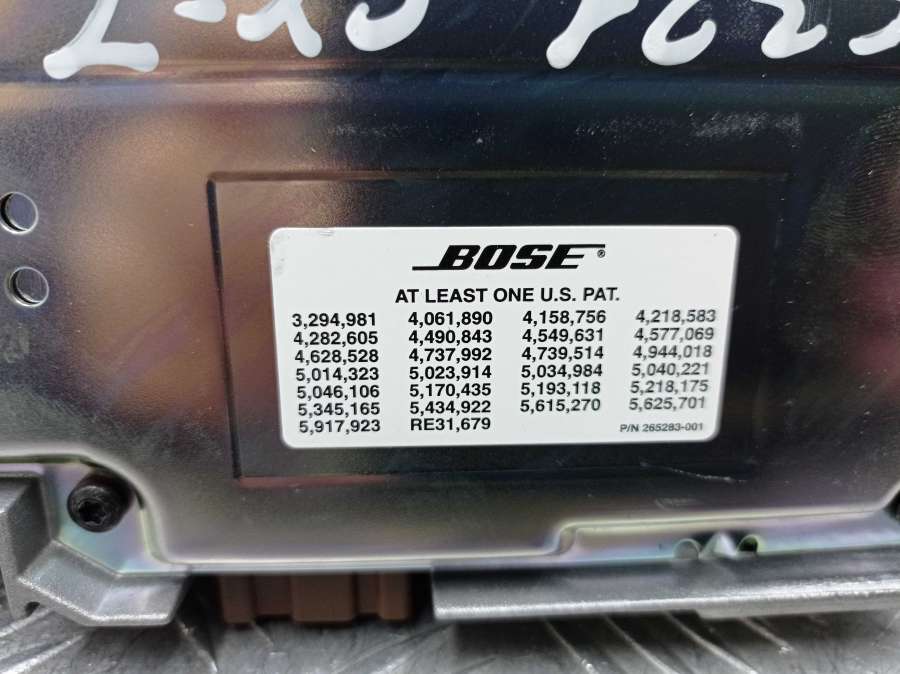 BOSE®
AT LEAST ONE U.S. PAT.
3,294,981 4,061,890 4,158,756 4,218,583
4,282,605 4,490,843 4,549,631 4,577,069
4,628,528 4,737,992 4,739,514 4,944,018
5,014,323 5,023,914 5,034,984 5,040,221
5,046,106 5,170,435 5,193,118 5,218,175
5,345,165 5,434,922 5,615,270 5,625,701
5,917,923 RE31,679 P/N 265283-001